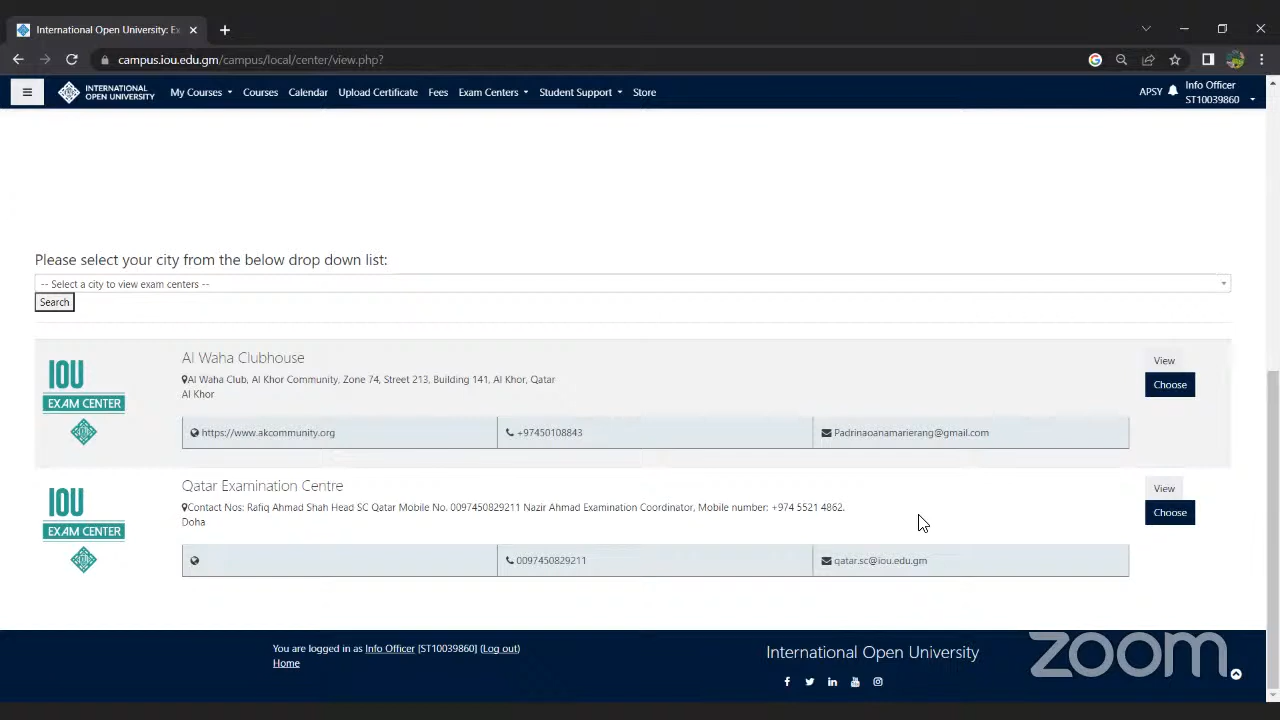 International Open University: Ex
campus.iou.edu.gm/campus/local/center/view.php?
INTERNATIONAL
OPEN UNIVERSITY
My Courses
Courses
Calendar
Upload Certificate
Fees
Exam Centers
Student Support
Store
APSY
Info Officer
ST10039860
Please select your city from the below drop down list:
-- Select a city to view exam centers --
Search
IOU
EXAM CENTER
Al Waha Clubhouse
Al Waha Club, Al Khor Community, Zone 74, Street 213, Building 141, Al Khor, Qatar
Al Khor
https://www.akcommunity.org
+97450108843
Padrinaoanamarierang@gmail.com
View
Choose
IOU
EXAM CENTER
Qatar Examination Centre
Contact Nos: Rafiq Ahmad Shah Head SC Qatar Mobile No. 0097450829211 Nazir Ahmad Examination Coordinator, Mobile number: +974 5521 4862.
Doha
0097450829211
qatar.sc@iou.edu.gm
View
Choose
You are logged in as Info Officer [ST10039860] (Log out)
Home
International Open University
zoom